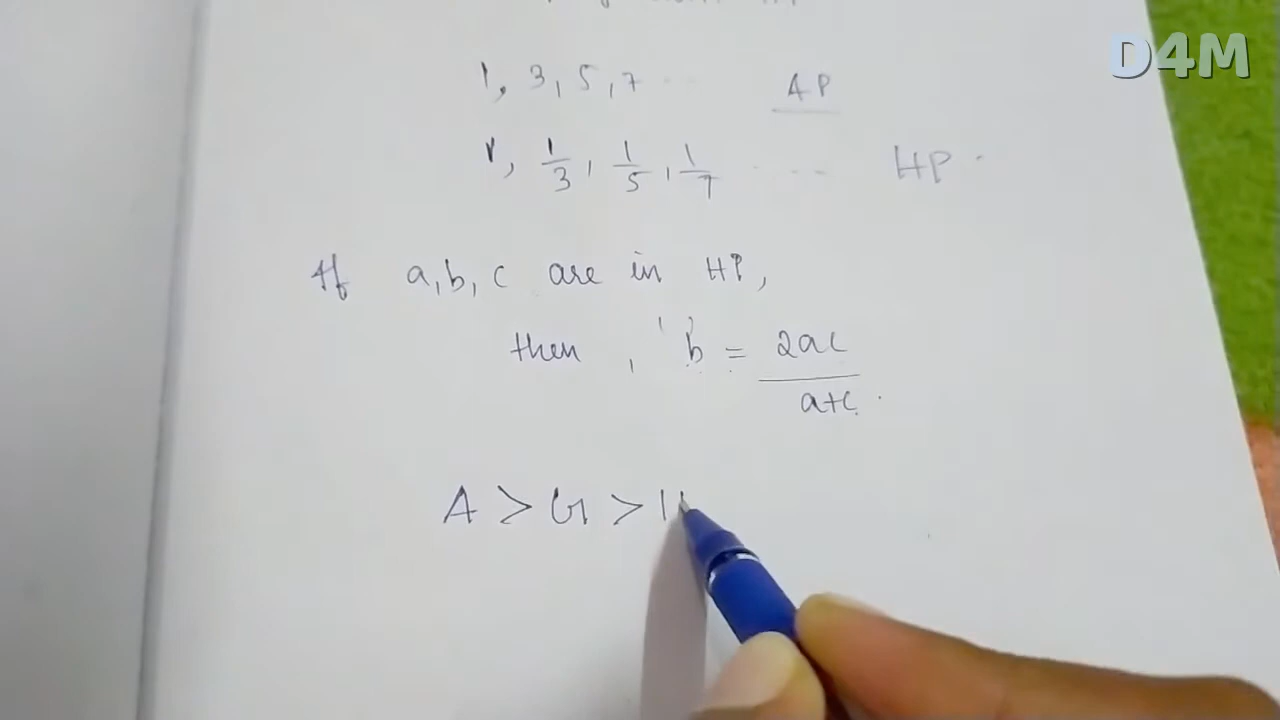 D4M
1, 3, 5, 7 ... AP
1, 1/3, 1/5, 1/7 ..... HP.
If a, b, c are in HP,
then, b = 2ac/a+c.
A > G > H